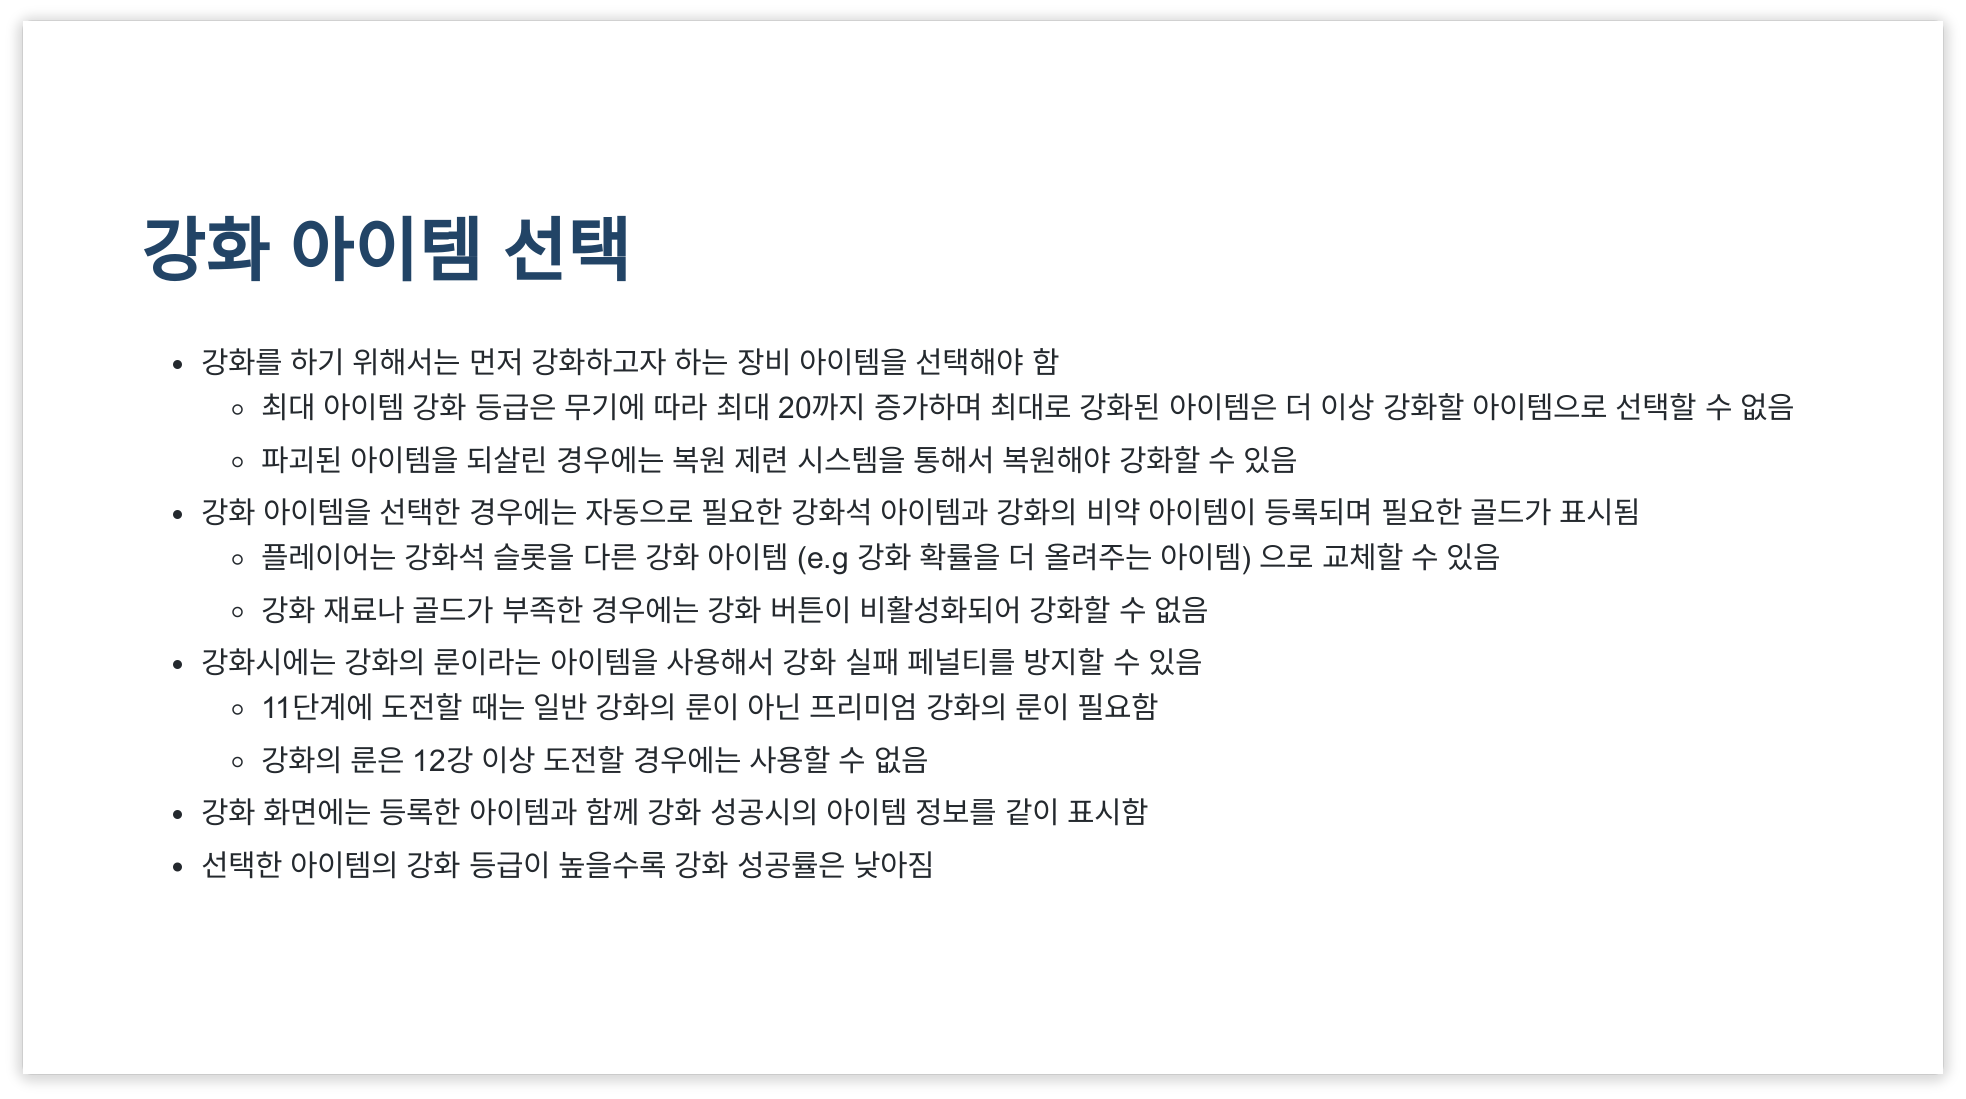 강화 아이템 선택
강화를 하기 위해서는 먼저 강화하고자 하는 장비 아이템을 선택해야 함
최대 아이템 강화 등급은 무기에 따라 최대 20까지 증가하며 최대로 강화된 아이템은 더 이상 강화할 아이템으로 선택할 수 없음
파괴된 아이템을 되살린 경우에는 복원 제련 시스템을 통해서 복원해야 강화할 수 있음
강화 아이템을 선택한 경우에는 자동으로 필요한 강화석 아이템과 강화의 비약 아이템이 등록되며 필요한 골드가 표시됨
플레이어는 강화석 슬롯을 다른 강화 아이템 (e.g 강화 확률을 더 올려주는 아이템) 으로 교체할 수 있음
강화 재료나 골드가 부족한 경우에는 강화 버튼이 비활성화되어 강화할 수 없음
강화시에는 강화의 룬이라는 아이템을 사용해서 강화 실패 페널티를 방지할 수 있음
11단계에 도전할 때는 일반 강화의 룬이 아닌 프리미엄 강화의 룬이 필요함
강화의 룬은 12강 이상 도전할 경우에는 사용할 수 없음
강화 화면에는 등록한 아이템과 함께 강화 성공시의 아이템 정보를 같이 표시함
선택한 아이템의 강화 등급이 높을수록 강화 성공률은 낮아짐